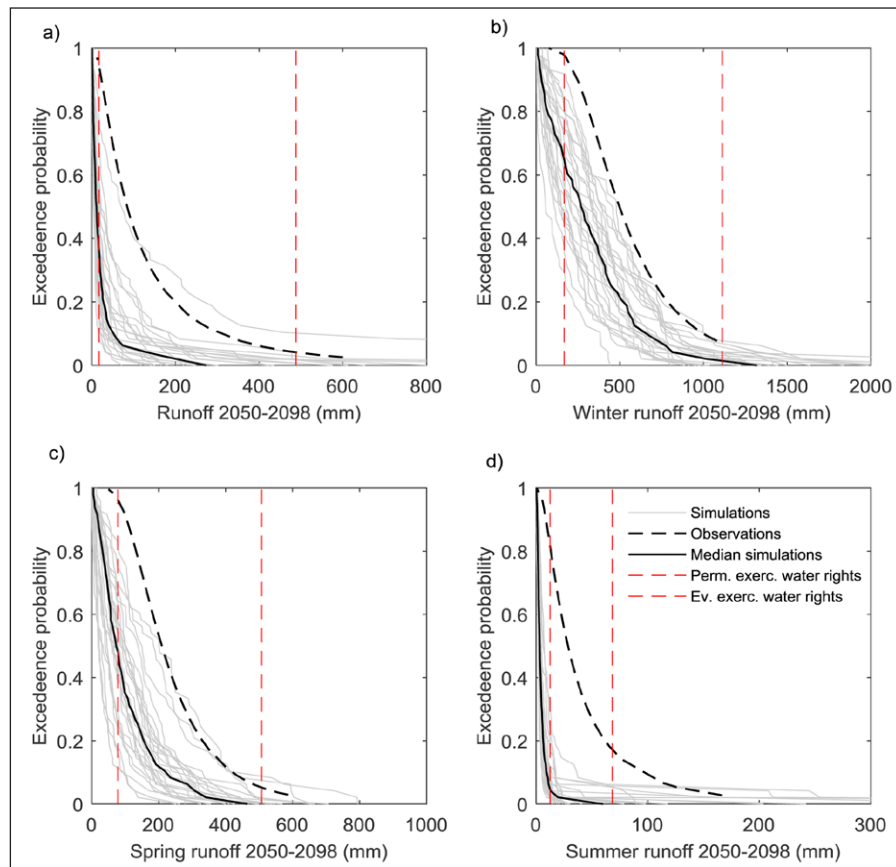 a)
Excedeence probability
1
0.8
0.6
0.4
0.2
0
0 200 400 600 800
Runoff 2050-2098 (mm)
b)
Excedeence probability
1
0.8
0.6
0.4
0.2
0
0 500 1000 1500 2000
Winter runoff 2050-2098 (mm)
c)
Excedeence probability
1
0.8
0.6
0.4
0.2
0
0 200 400 600 800 1000
Spring runoff 2050-2098 (mm)
d)
Excedeence probability
1
0.8
0.6
0.4
0.2
0
0 100 200 300
Summer runoff 2050-2098 (mm)
Simulations
Observations
Median simulations
Perm. exerc. water rights
Ev. exerc. water rights